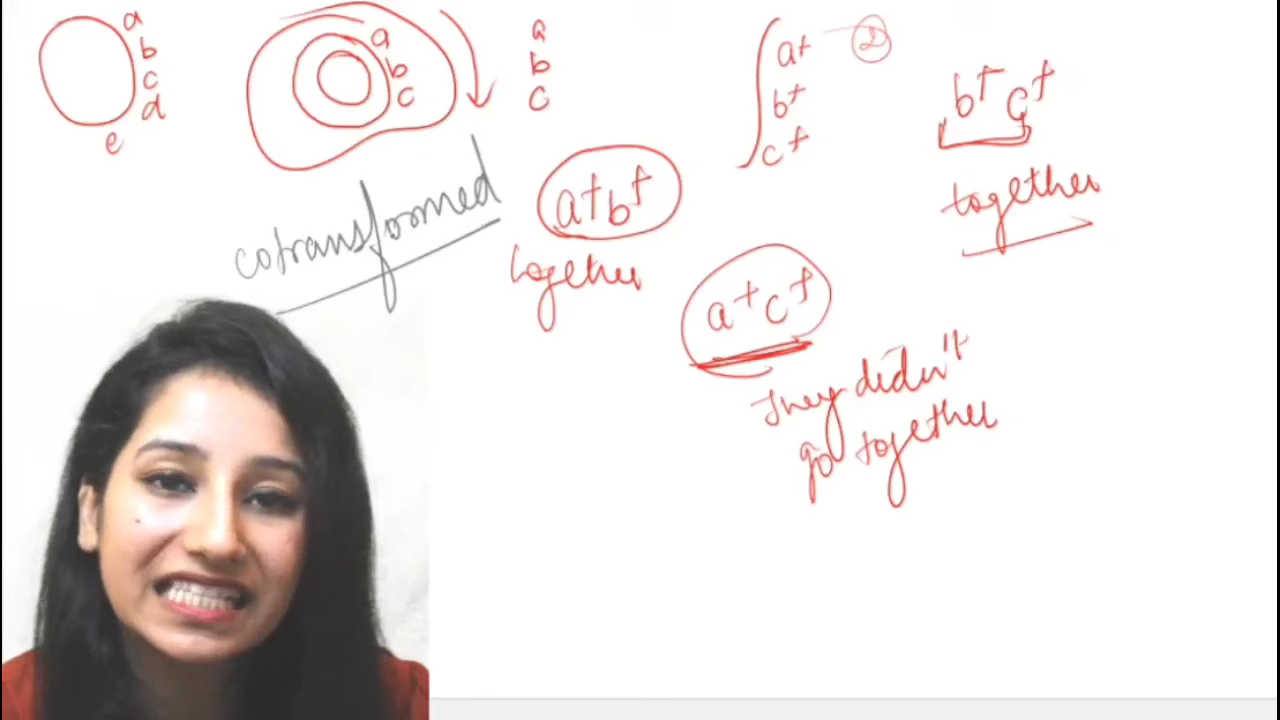 a
b
c
d
e
a
b
c
a
b
c
a+ 2
b+
c+
b+ c+
together
cotransformed
a+b+
together
a+c+
They didn't
go together